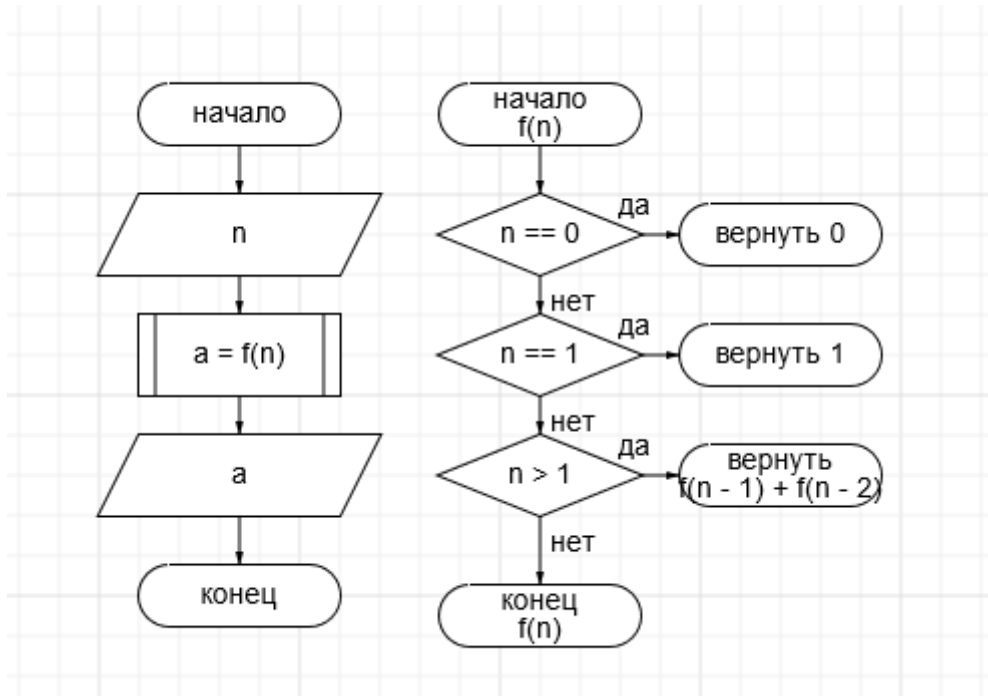 начало
n
a = f(n)
a
конец
начало
f(n)
n == 0
да
вернуть 0
нет
n == 1
да
вернуть 1
нет
n > 1
да
вернуть
f(n - 1) + f(n - 2)
нет
конец
f(n)